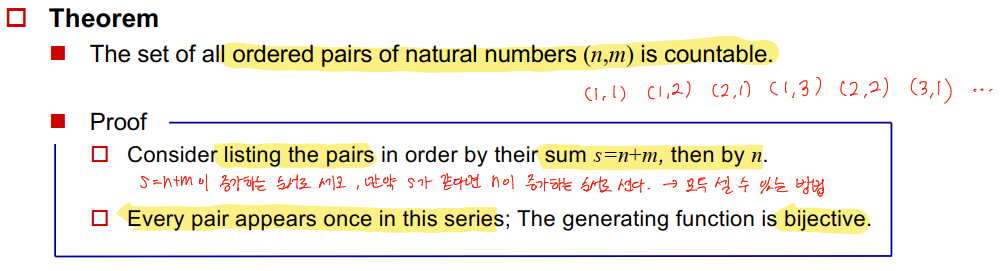 Theorem
The set of all ordered pairs of natural numbers (n,m) is countable.
(1,1) (1,2) (2,1) (1,3) (2,2) (3,1) ...
Proof
Consider listing the pairs in order by their sum s=n+m, then by n.
s=n+m이 증가하는 순서로 세고, 만약 s가 같다면 n이 증가하는 순서로 센다. → 모두 셀 수 있는 방법
Every pair appears once in this series; The generating function is bijective.